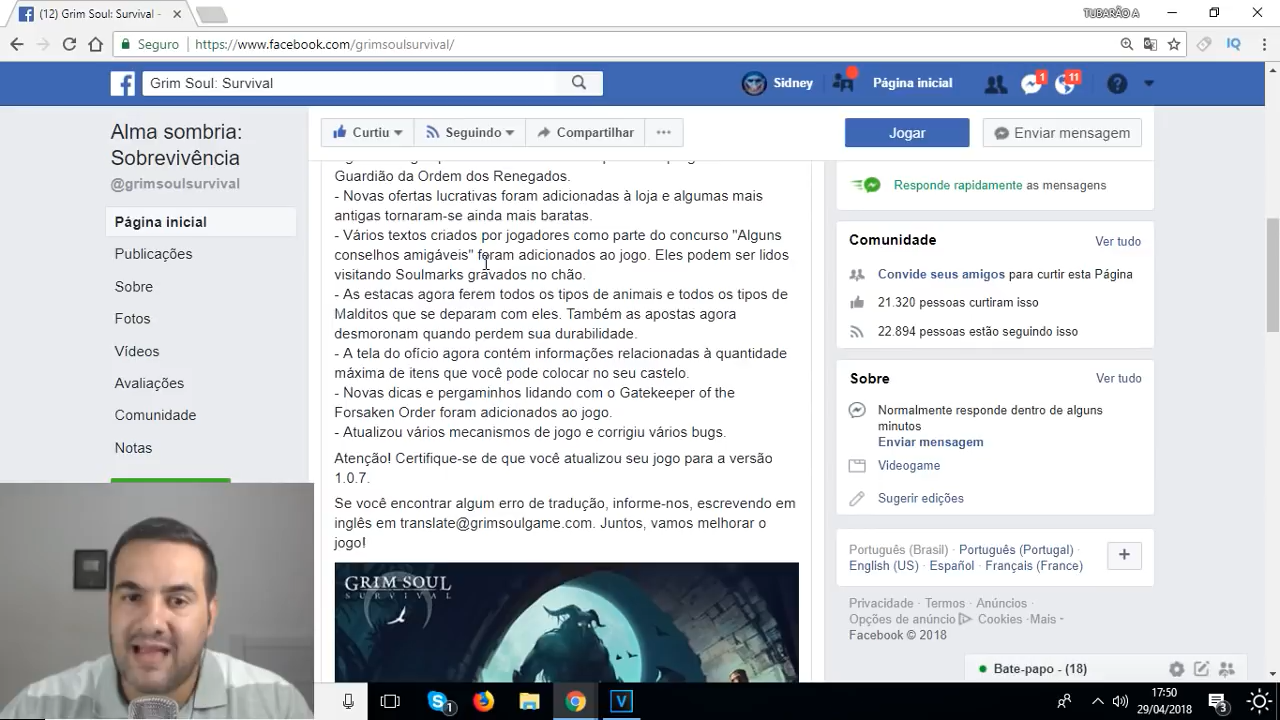 (12) Grim Soul: Survival -
TUBARÃO A
Seguro
https://www.facebook.com/grimsoulsurvival/
IQ
Grim Soul: Survival
Sidney
Página inicial
1
11
Alma sombria:
Sobrevivência
@grimsoulsurvival
Página inicial
Publicações
Sobre
Fotos
Vídeos
Avaliações
Comunidade
Notas
Curtiu
Seguindo
Compartilhar
Jogar
Enviar mensagem
Guardião da Ordem dos Renegados.
- Novas ofertas lucrativas foram adicionadas à loja e algumas mais
antigas tornaram-se ainda mais baratas.
- Vários textos criados por jogadores como parte do concurso "Alguns
conselhos amigáveis" foram adicionados ao jogo. Eles podem ser lidos
visitando Soulmarks gravados no chão.
- As estacas agora ferem todos os tipos de animais e todos os tipos de
Malditos que se deparam com eles. Também as apostas agora
desmoronam quando perdem sua durabilidade.
- A tela do ofício agora contém informações relacionadas à quantidade
máxima de itens que você pode colocar no seu castelo.
- Novas dicas e pergaminhos lidando com o Gatekeeper of the
Forsaken Order foram adicionados ao jogo.
- Atualizou vários mecanismos de jogo e corrigiu vários bugs.
Atenção! Certifique-se de que você atualizou seu jogo para a versão
1.0.7.
Se você encontrar algum erro de tradução, informe-nos, escrevendo em
inglês em translate@grimsoulgame.com. Juntos, vamos melhorar o
jogo!
GRIM SOUL
SURVIVAL
Responde rapidamente as mensagens
Comunidade
Ver tudo
Convide seus amigos para curtir esta Página
21.320 pessoas curtiram isso
22.894 pessoas estão seguindo isso
Sobre
Ver tudo
Normalmente responde dentro de alguns
minutos
Enviar mensagem
Videogame
Sugerir edições
Português (Brasil) · Português (Portugal) ·
English (US) · Español · Français (France)
Privacidade · Termos · Anúncios ·
Opções de anúncio · Cookies · Mais
Facebook © 2018
Bate-papo - (18)
1
17:50
29/04/2018
3